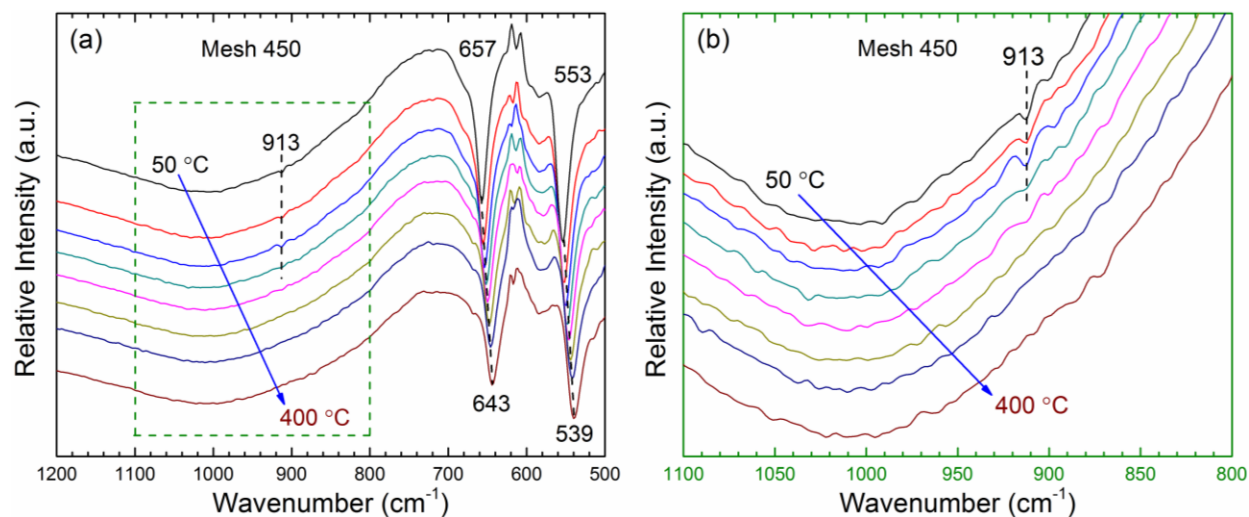 (a)
Mesh 450
657
553
913
50 °C
400 °C
643
539
1200 1100 1000 900 800 700 600 500
Wavenumber (cm-1)
Relative Intensity (a.u.)
(b)
Mesh 450
913
50 °C
400 °C
1100 1050 1000 950 900 850 800
Wavenumber (cm-1)
Relative Intensity (a.u.)